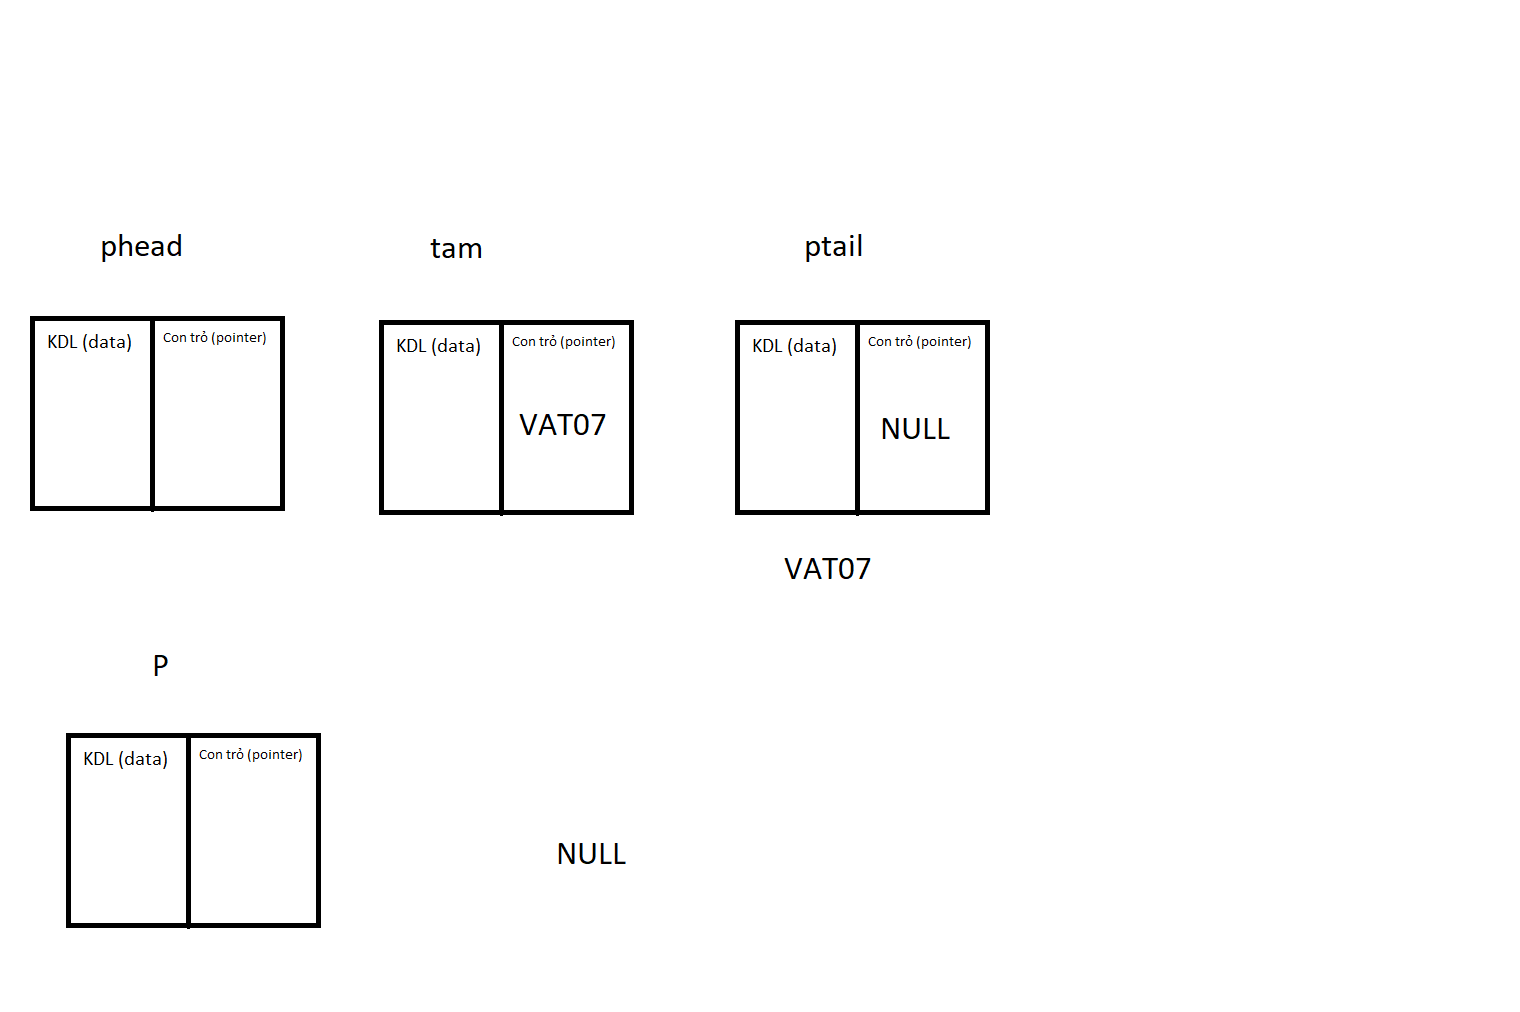 phead
tam
ptail
KDL (data)
Con trỏ (pointer)
KDL (data)
Con trỏ (pointer)
VAT07
KDL (data)
Con trỏ (pointer)
NULL
VAT07
P
KDL (data)
Con trỏ (pointer)
NULL